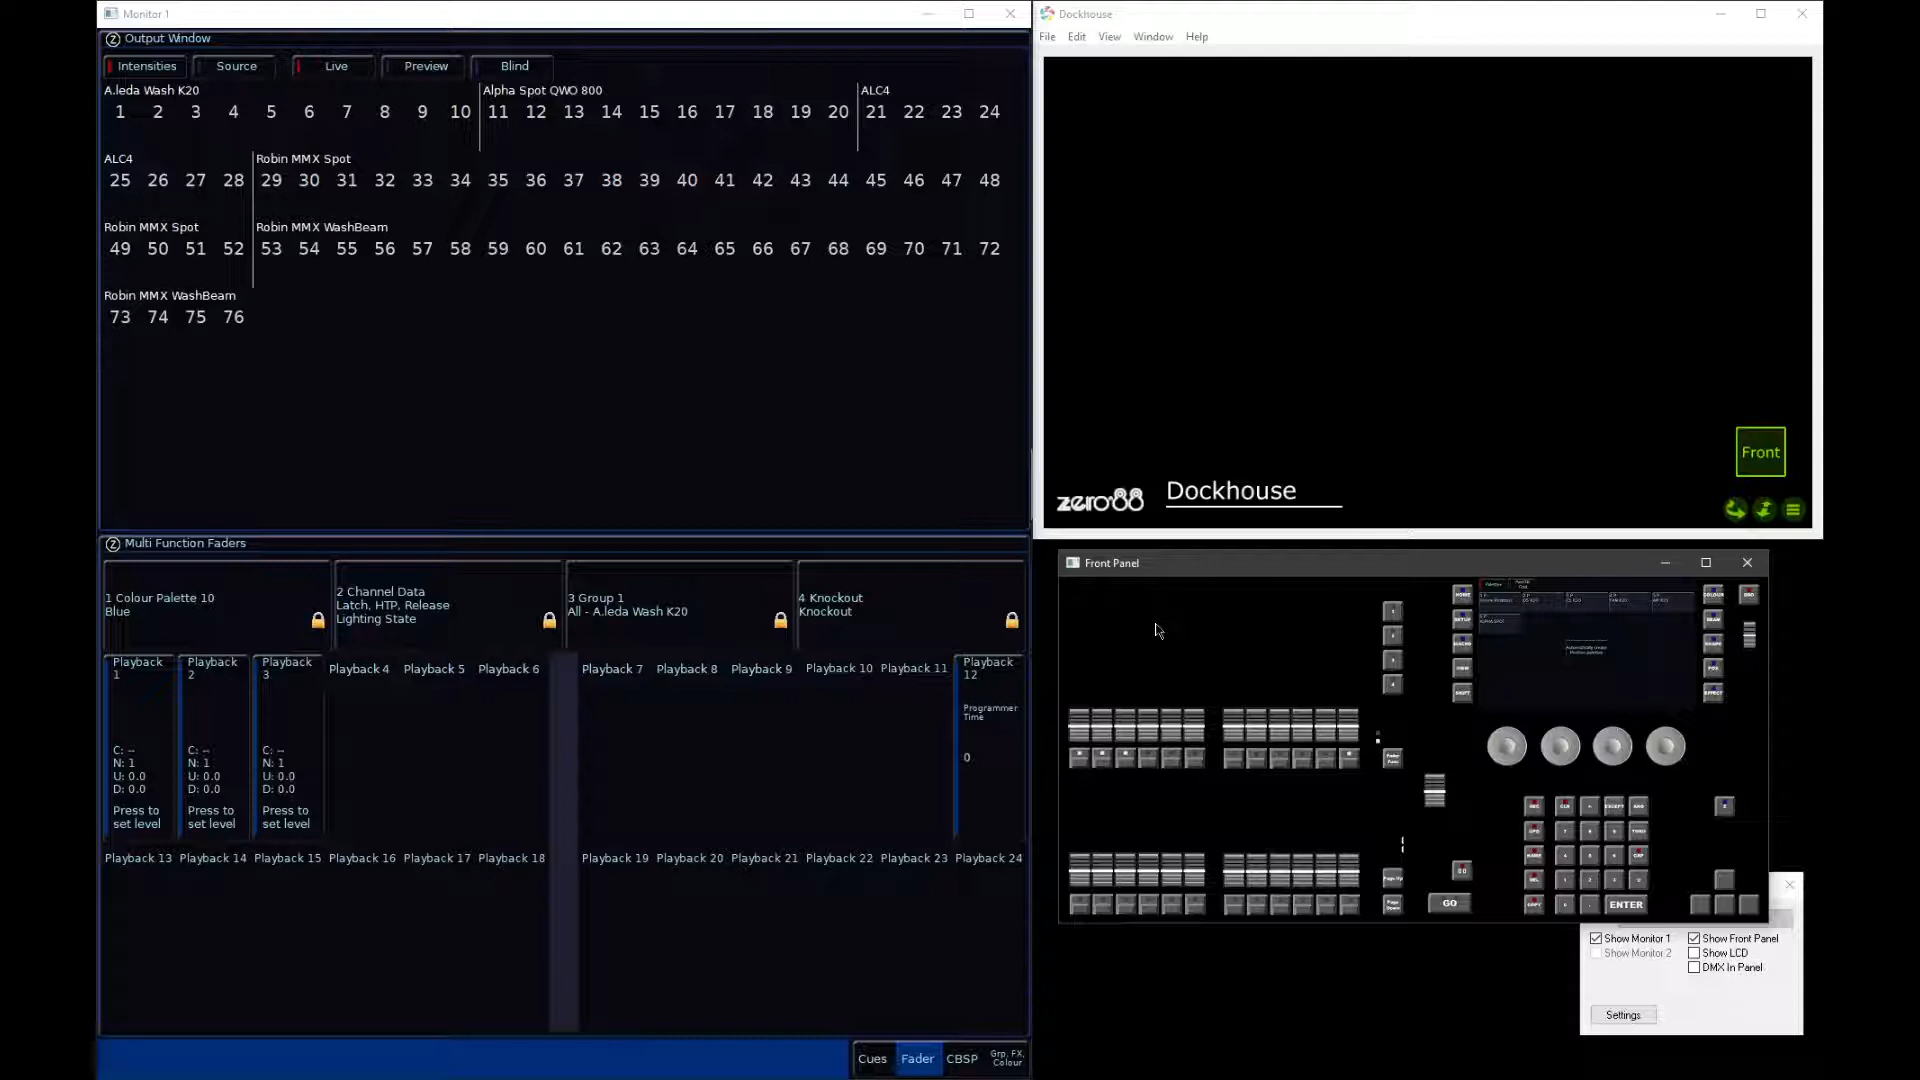 Monitor 1
Output Window
Intensities Source Live Preview Blind
A.leda Wash K20 Alpha Spot QWO 800 ALC4
1 2 3 4 5 6 7 8 9 10 11 12 13 14 15 16 17 18 19 20 21 22 23 24
ALC4 Robin MMX Spot
25 26 27 28 29 30 31 32 33 34 35 36 37 38 39 40 41 42 43 44 45 46 47 48
Robin MMX Spot Robin MMX WashBeam
49 50 51 52 53 54 55 56 57 58 59 60 61 62 63 64 65 66 67 68 69 70 71 72
Robin MMX WashBeam
73 74 75 76
Multi Function Faders
1 Colour Palette 10
Blue
2 Channel Data
Latch, HTP, Release
Lighting State
3 Group 1
All - A.leda Wash K20
4 Knockout
Knockout
Playback
1
C: --
N: 1
U: 0.0
D: 0.0
Press to
set level
Playback
2
C: --
N: 1
U: 0.0
D: 0.0
Press to
set level
Playback
3
C: --
N: 1
U: 0.0
D: 0.0
Press to
set level
Playback 4 Playback 5 Playback 6 Playback 7 Playback 8 Playback 9 Playback 10 Playback 11
Playback
12
Programmer
Time
0
Playback 13 Playback 14 Playback 15 Playback 16 Playback 17 Playback 18 Playback 19 Playback 20 Playback 21 Playback 22 Playback 23 Playback 24
Cues Fader CBSP Grp, FX,
Colour
Dockhouse
File Edit View Window Help
Front
zero88 Dockhouse
Front Panel
HOME
SETUP
SHIFT
COLOUR
EFFECT
Page Up
Page
Down
GO
ENTER
Show Monitor 1 Show Front Panel
Show Monitor 2 Show LCD
DMX In Panel
Settings